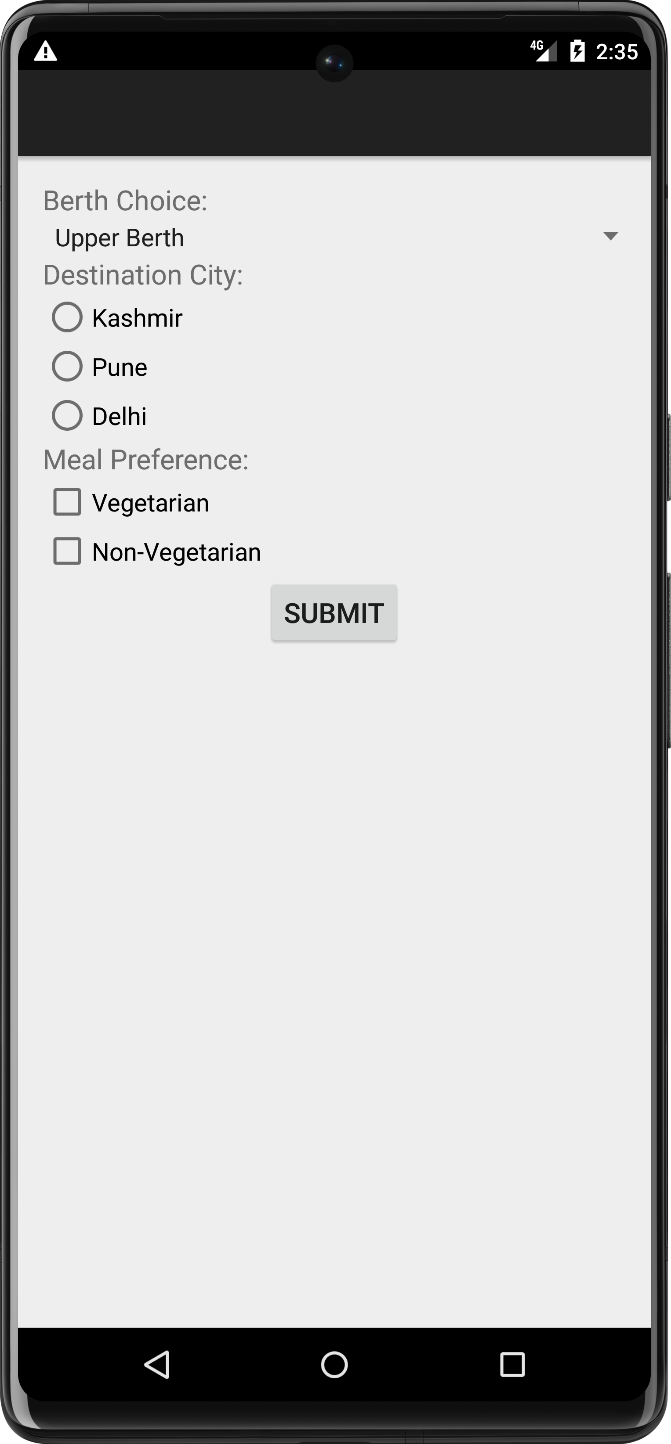 4G 2:35
Berth Choice:
Upper Berth
Destination City:
Kashmir
Pune
Delhi
Meal Preference:
Vegetarian
Non-Vegetarian
SUBMIT